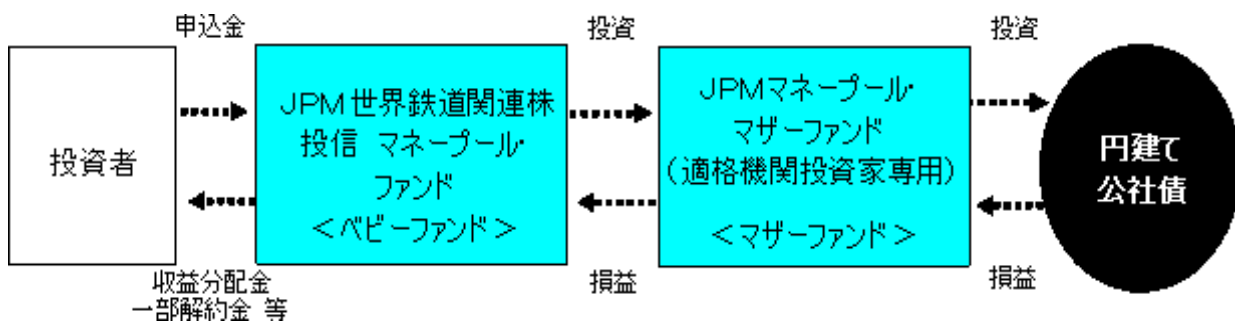 申込金
投資
投資
投資者
JPM世界鉄道関連株
投信 マネープール・
ファンド
＜ベビーファンド＞
JPMマネープール・
マザーファンド
（適格機関投資家専用）
＜マザーファンド＞
円建て
公社債
収益分配金
一部解約金 等
損益
損益